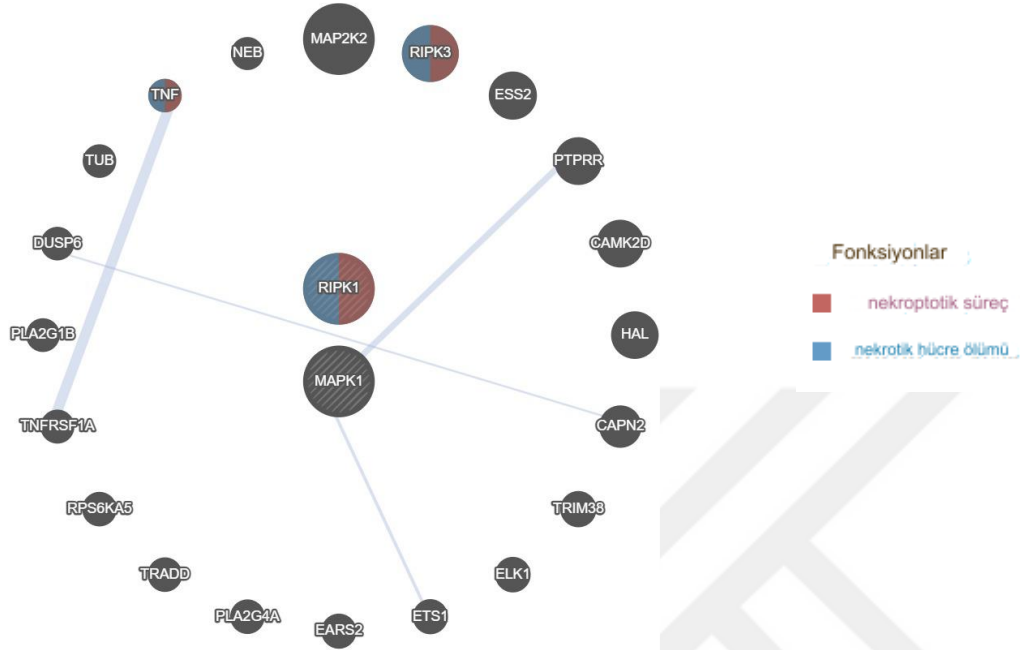 MAP2K2
NEB
RIPK3
TNF
ESS2
TUB
PTPRR
DUSP6
CAMK2D
RIPK1
PLA2G1B
HAL
MAPK1
TNFRSF1A
CAPN2
RPS6KA5
TRIM38
TRADD
ELK1
PLA2G4A
EARS2
ETS1
Fonksiyonlar
nekroptotik süreç
nekrotik hücre ölümü